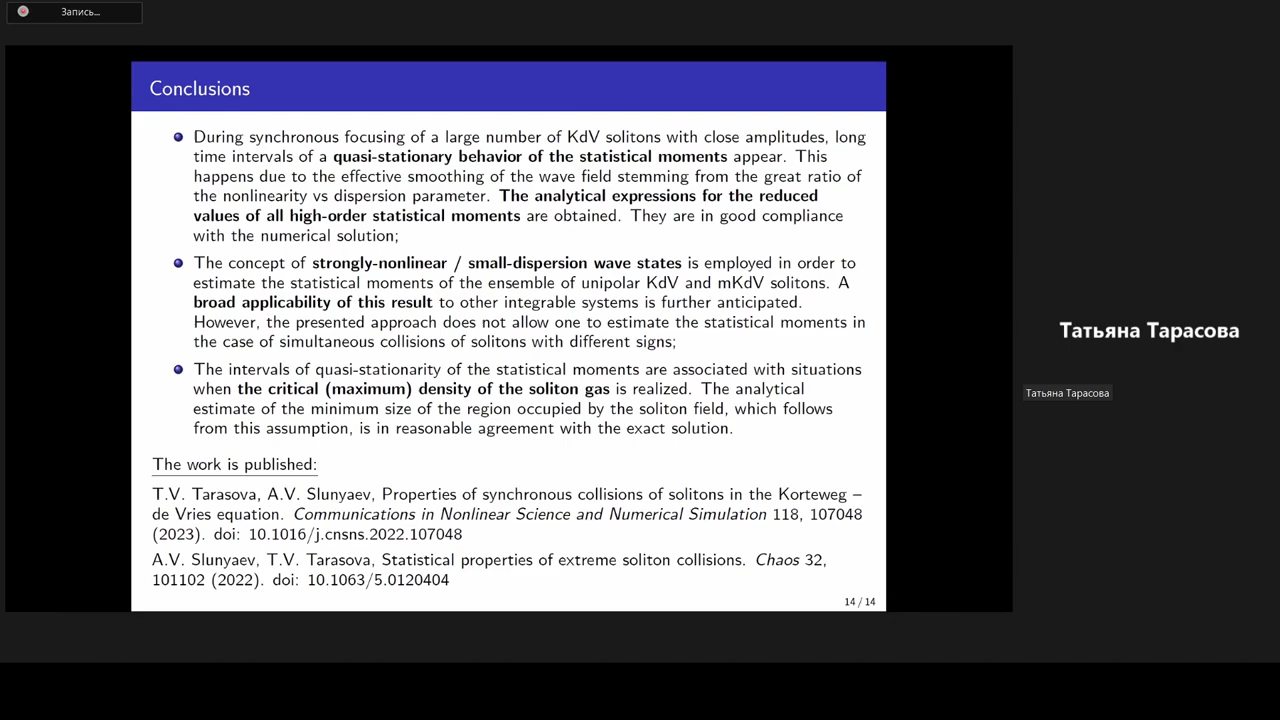 Запись...
Conclusions
During synchronous focusing of a large number of KdV solitons with close amplitudes, long
time intervals of a quasi-stationary behavior of the statistical moments appear. This
happens due to the effective smoothing of the wave field stemming from the great ratio of
the nonlinearity vs dispersion parameter. The analytical expressions for the reduced
values of all high-order statistical moments are obtained. They are in good compliance
with the numerical solution;
The concept of strongly-nonlinear / small-dispersion wave states is employed in order to
estimate the statistical moments of the ensemble of unipolar KdV and mKdV solitons. A
broad applicability of this result to other integrable systems is further anticipated.
However, the presented approach does not allow one to estimate the statistical moments in
the case of simultaneous collisions of solitons with different signs;
The intervals of quasi-stationarity of the statistical moments are associated with situations
when the critical (maximum) density of the soliton gas is realized. The analytical
estimate of the minimum size of the region occupied by the soliton field, which follows
from this assumption, is in reasonable agreement with the exact solution.
The work is published:
T.V. Tarasova, A.V. Slunyaev, Properties of synchronous collisions of solitons in the Korteweg –
de Vries equation. Communications in Nonlinear Science and Numerical Simulation 118, 107048
(2023). doi: 10.1016/j.cnsns.2022.107048
A.V. Slunyaev, T.V. Tarasova, Statistical properties of extreme soliton collisions. Chaos 32,
101102 (2022). doi: 10.1063/5.0120404
14 / 14
Татьяна Тарасова
Татьяна Тарасова